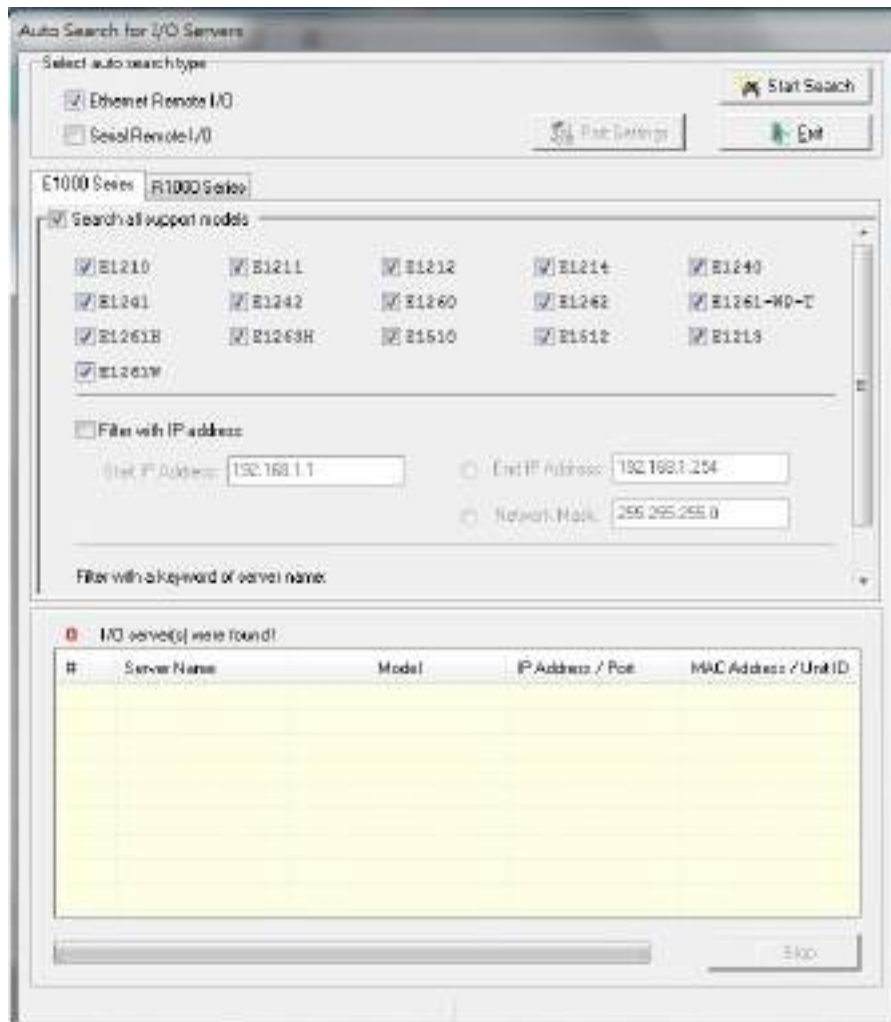 Auto Search for I/O Servers
Select auto search type
Ethernet Remote I/O
Start Search
Serial Remote I/O
Port Settings
Exit
E1000 Series
R1000 Series
Search all support models
E1210 E1211 E1212 E1214 E1240
E1241 E1242 E1260 E1262 E1261-WP-T
E1261H E1263H E1510 E1512 E1213
E1261W
Filter with IP address
Start IP Address: 192.168.1.1
End IP Address: 192.168.1.254
Network Mask: 255.255.255.0
Filter with a keyword of server name:
0 I/O server(s) were found!
# Server Name Model IP Address / Port MAC Address / Unit ID
Stop